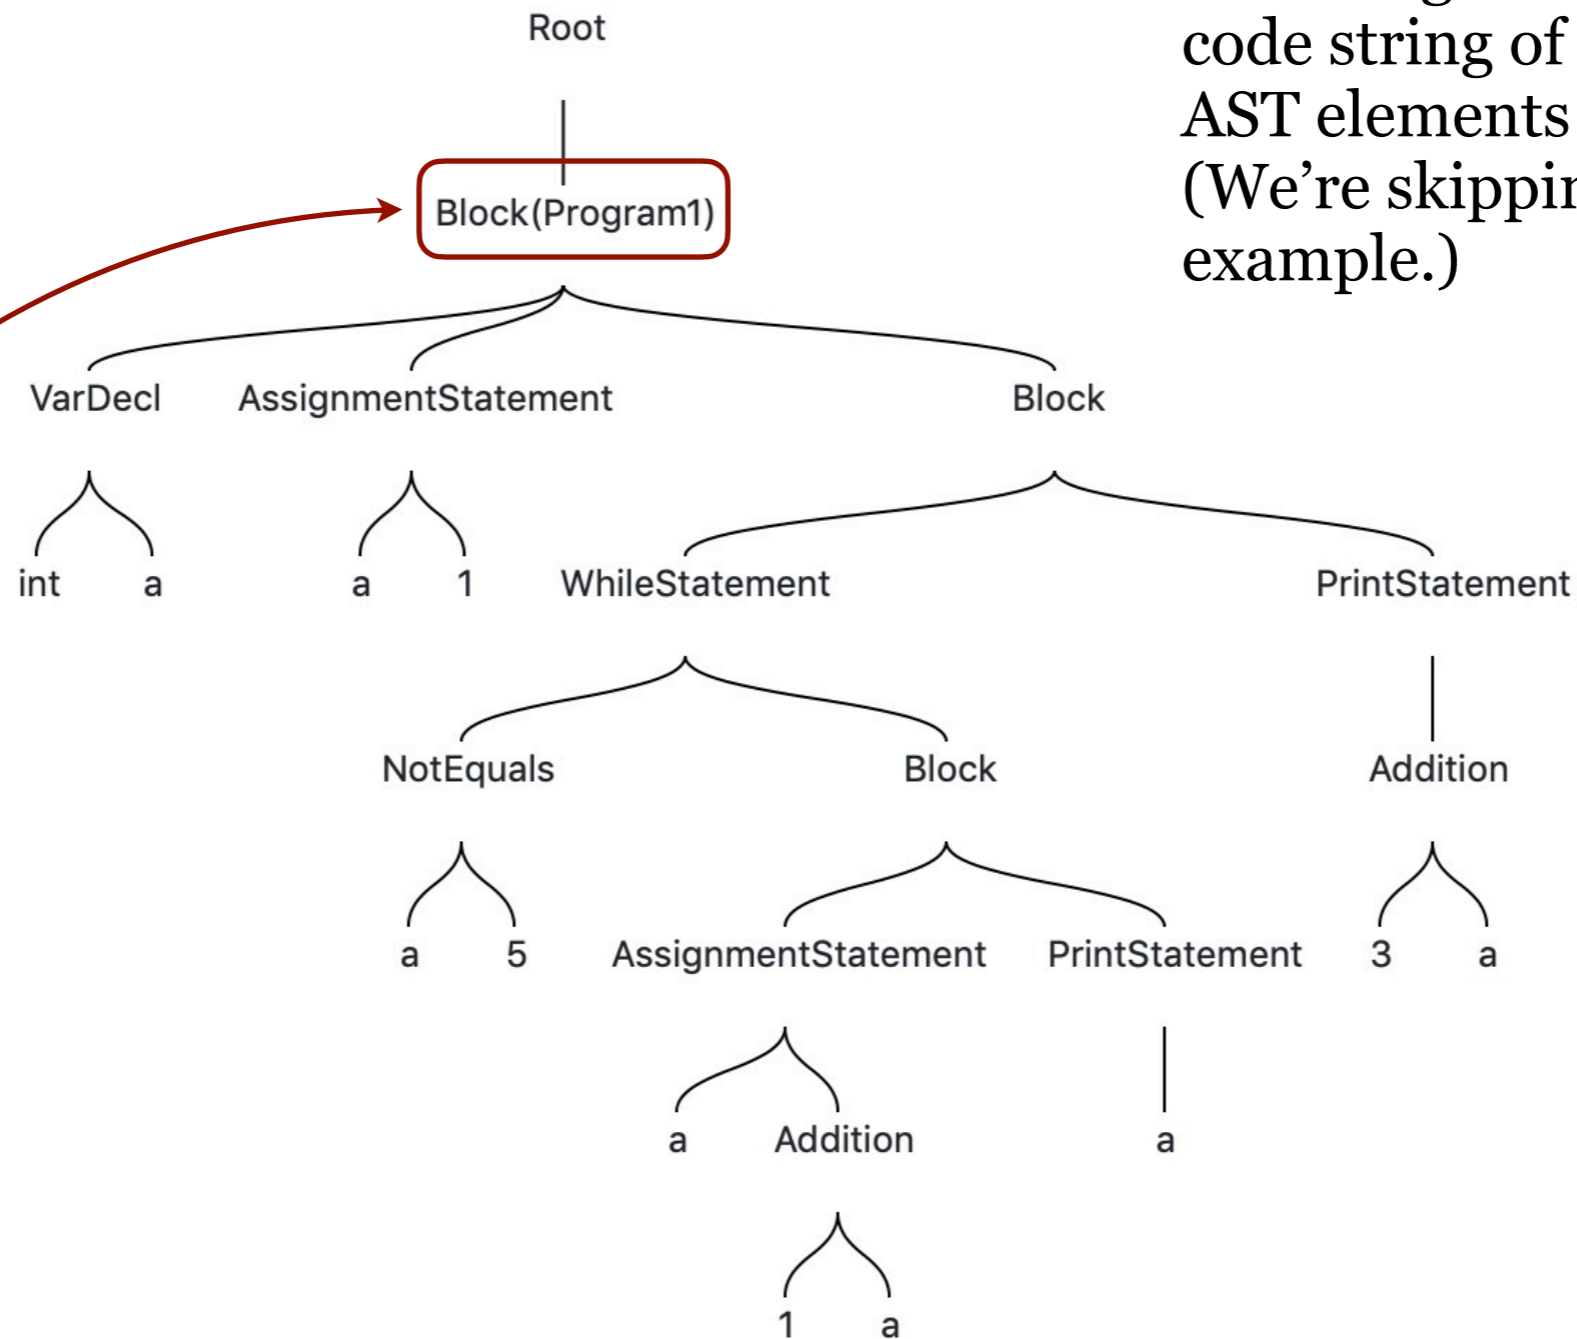 Root
code string of
AST elements
(We're
example.)
Block(Program1)
VarDecl AssignmentStatement Block
int a a 1 WhileStatement PrintStatement
NotEquals Block Addition
a 5 AssignmentStatement PrintStatement 3 a
a Addition a
1 a